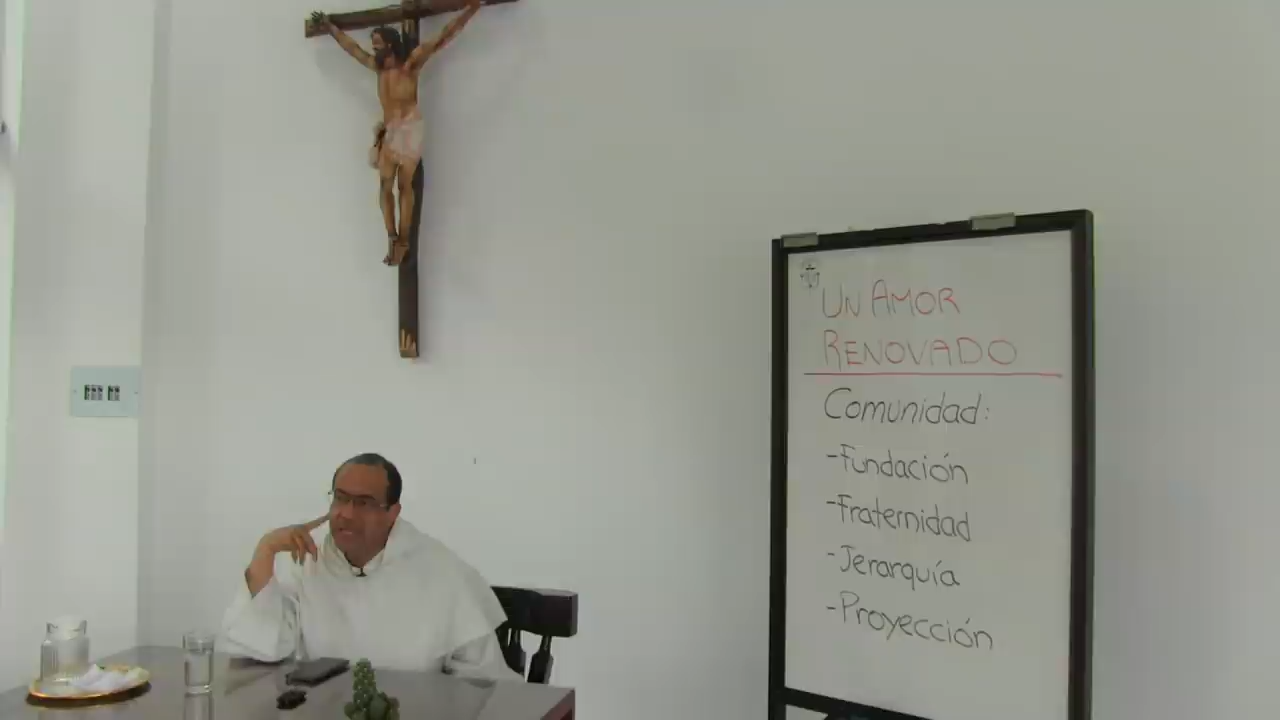 UN AMOR
RENOVADO
Comunidad:
-Fundación
-Fraternidad
-Jerarquía
-Proyección